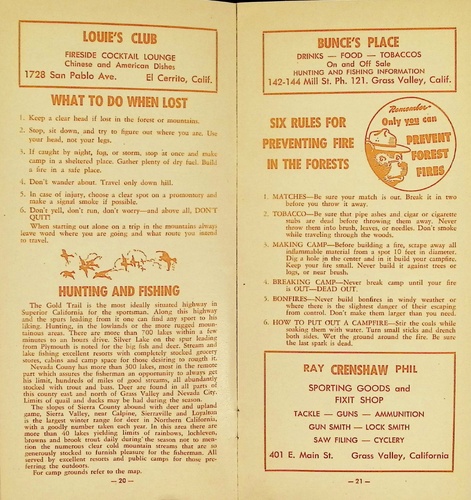 LOUIE'S CLUB
FIRESIDE COCKTAIL LOUNGE
Chinese and American Dishes
1728 San Pablo Ave. El Cerrito, Calif.
WHAT TO DO WHEN LOST
1. Keep a clear head if lost in the forest or mountains.
2. Stop, sit down, and try to figure out where you are. Use
your head, not your legs.
3. If caught by night, fog, or storm, stop at once and make
camp in a sheltered place. Gather plenty of dry fuel. Build
a fire in a safe place.
4. Don't wander about. Travel only down hill.
5. In case of injury, choose a clear spot on a promontory and
make a signal smoke if possible.
6. Don't yell, don't run, don't worry—and above all, DON'T
QUIT!
When starting out alone on a trip in the mountains always
leave word where you are going and what route you intend
to travel.
HUNTING AND FISHING
The Gold Trail is the most ideally situated highway in
Superior California for the sportsman. Along this highway
and the spurs leading from it one can find any sport to his
liking. Hunting, in the lowlands or the more rugged moun-
tainous areas. There are more than 700 lakes within a few
minutes to an hours drive. Silver Lake on the spur leading
from Plymouth is noted for the big fish and deer. Stream and
lake fishing excellent resorts with completely stocked grocery
stores, cabins and camp space for those desiring to rough it.
Nevada County has more than 300 lakes, most in the remote
part which assures the fisherman an opportunity to always get
his limit, hundreds of miles of good streams, all abundantly
stocked with trout and bass. Deer are found in all parts of
this county east and north of Grass Valley and Nevada City.
Limits of quail and ducks may be had during the season.
The slopes of Sierra County abound with deer and upland
game, Sierra Valley, near Calpine, Sierraville and Loyalton
is the largest winter range for deer in Northern California
with a goodly number taken each year. In this area there are
more than 40 lakes yielding limits of rainbows, lochleven,
browns and brook trout daily during the season not to men-
tion the numerous clear cold mountain streams that are so
generously stocked to furnish pleasure for the fisherman. All
served by excellent resorts and public camps for those pre-
ferring the outdoors.
For camp grounds refer to the map.
— 20 —
BUNCE'S PLACE
DRINKS — FOOD — TOBACCOS
On and Off Sale
HUNTING AND FISHING INFORMATION
142-144 Mill St. Ph. 121. Grass Valley, Calif.
SIX RULES FOR
PREVENTING FIRE
IN THE FORESTS
Remember—
Only you can
PREVENT
FOREST
FIRES
1. MATCHES—Be sure your match is out. Break it in two
before you throw it away.
2. TOBACCO—Be sure that pipe ashes and cigar or cigarette
stubs are dead before throwing them away. Never
throw them into brush, leaves, or needles. Don't smoke
while traveling through the woods.
3. MAKING CAMP—Before building a fire, scrape away all
inflammable material from a spot 10 feet in diameter.
Dig a hole in the center and in it build your campfire.
Keep your fire small. Never build it against trees or
logs, or near brush.
4. BREAKING CAMP—Never break camp until your fire
is OUT—DEAD OUT.
5. BONFIRES—Never build bonfires in windy weather or
where there is the slightest danger of their escaping
from control. Don't make them larger than you need.
6. HOW TO PUT OUT A CAMPFIRE—Stir the coals while
soaking them with water. Turn small sticks and drench
both sides. Wet the ground around the fire. Be sure
the last spark is dead.
RAY CRENSHAW PHIL
SPORTING GOODS and
FIXIT SHOP
TACKLE — GUNS — AMMUNITION
GUN SMITH — LOCK SMITH
SAW FILING — CYCLERY
401 E. Main St. Grass Valley, California
— 21 —